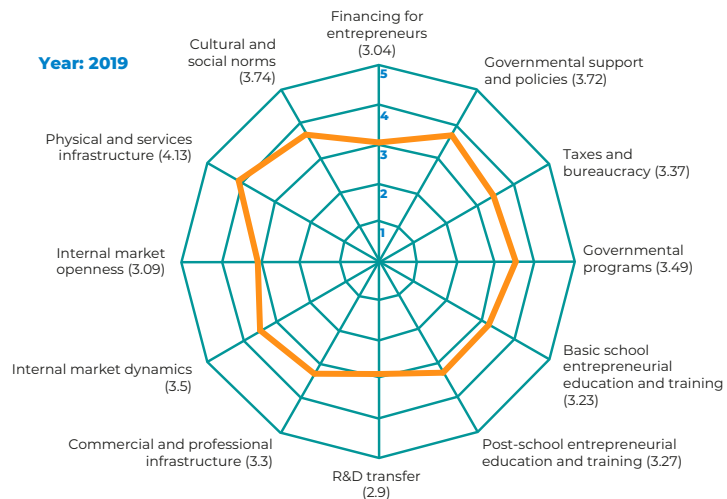 Year: 2019
Financing for
entrepreneurs
(3.04)
Governmental support
and policies (3.72)
Taxes and
bureaucracy (3.37)
Governmental
programs (3.49)
Basic school
entrepreneurial
education and training
(3.23)
Post-school entrepreneurial
education and training (3.27)
R&D transfer
(2.9)
Commercial and professional
infrastructure (3.3)
Internal market dynamics
(3.5)
Internal market
openness (3.09)
Physical and services
infrastructure (4.13)
Cultural and
social norms
(3.74)
5
4
3
2
1